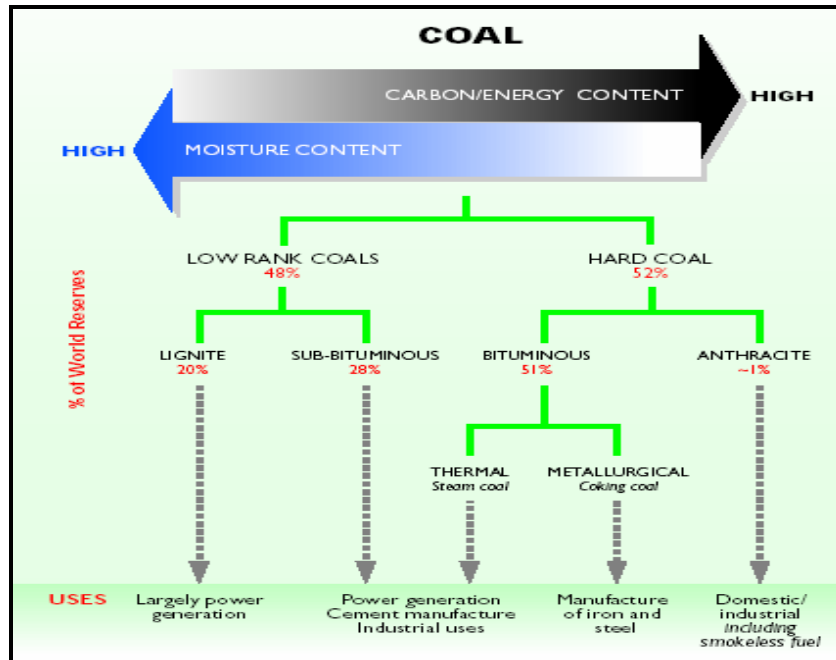 COAL
CARBON/ENERGY CONTENT
HIGH
HIGH
MOISTURE CONTENT
LOW RANK COALS
48%
HARD COAL
52%
% of World Reserves
LIGNITE
20%
SUB-BITUMINOUS
28%
BITUMINOUS
51%
ANTHRACITE
~1%
THERMAL
Steam coal
METALLURGICAL
Coking coal
USES
Largely power
generation
Power generation
Cement manufacture
Industrial uses
Manufacture
of iron and
steel
Domestic/
industrial
including
smokeless fuel